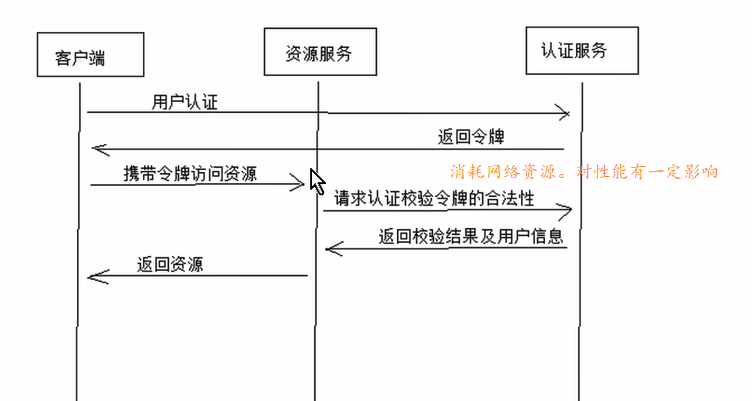 客户端
资源服务
认证服务
用户认证
返回令牌
携带令牌访问资源
消耗网络资源。对性能有一定影响
请求认证校验令牌的合法性
返回校验结果及用户信息
返回资源